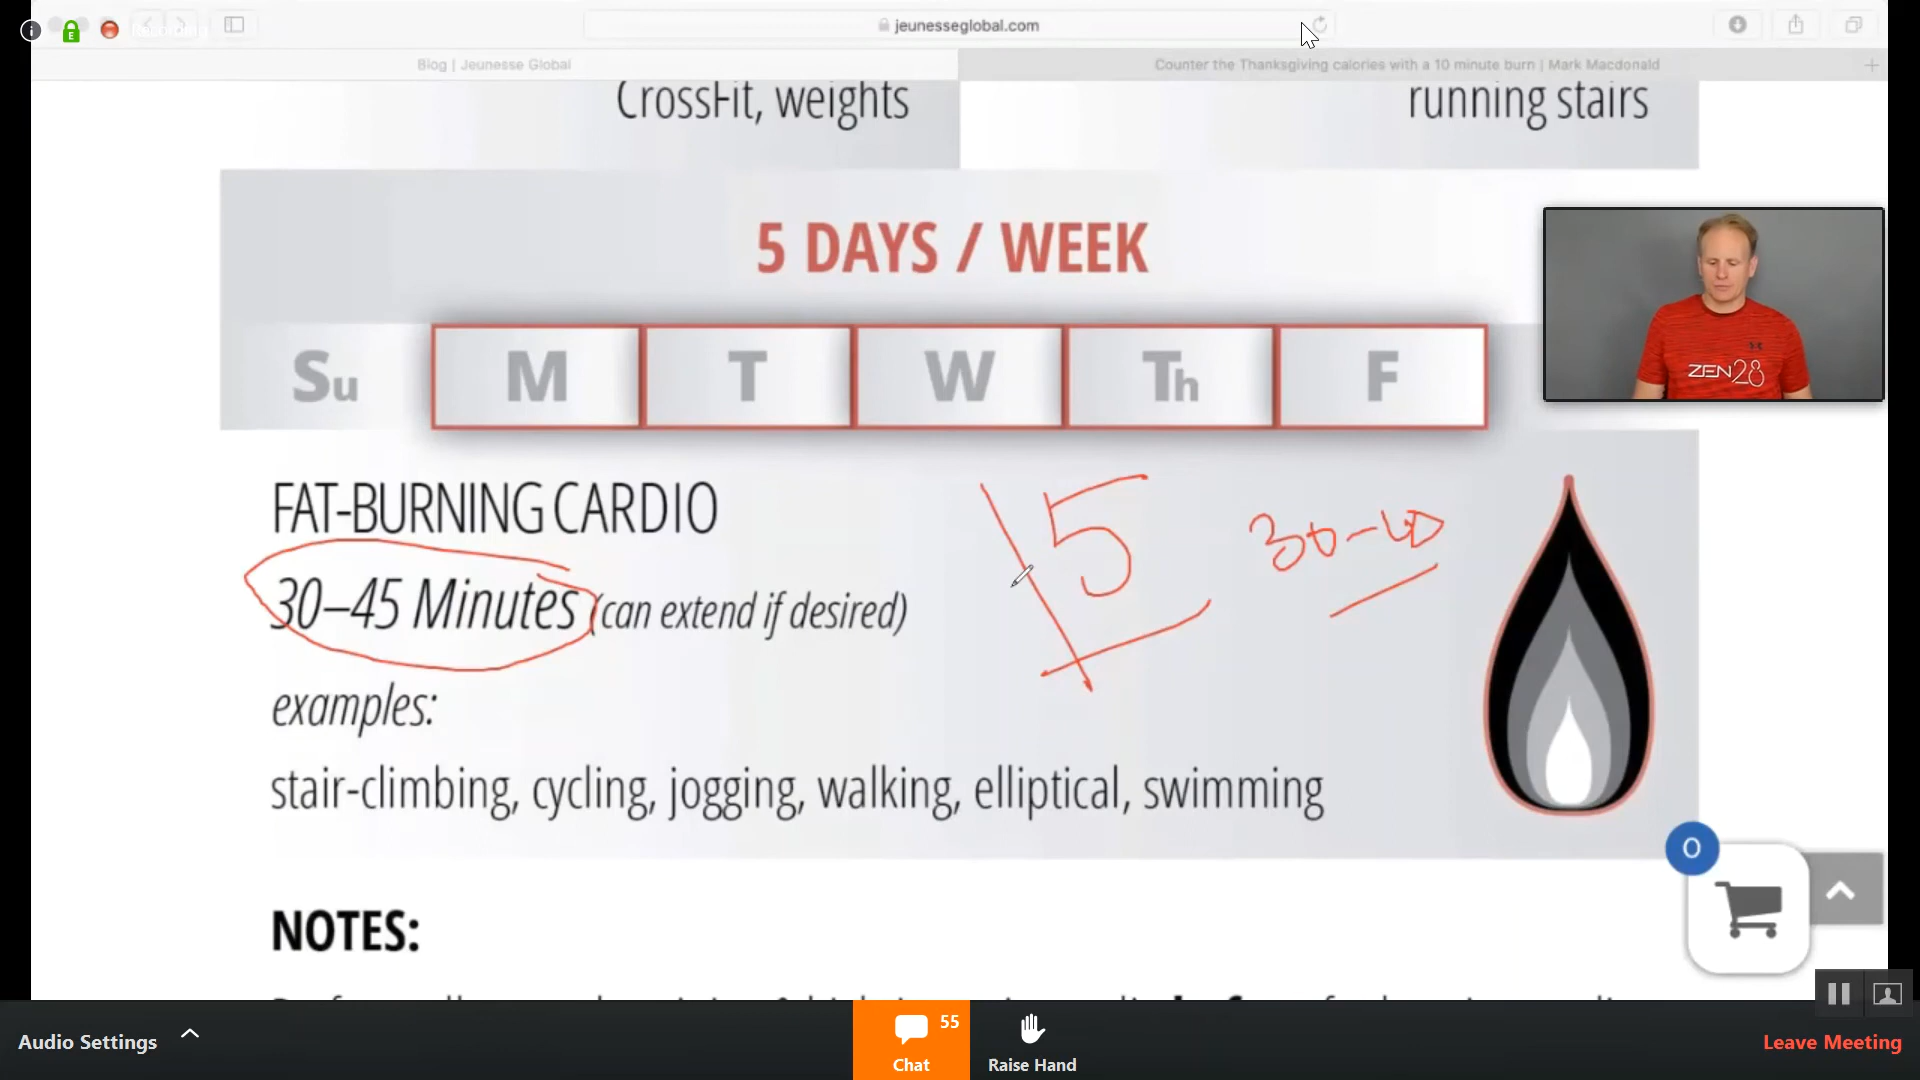 Recording
jeunesseglobal.com
Blog | Jeunesse Global
Counter the Thanksgiving calories with a 10 minute burn | Mark Macdonald
CrossFit, weights
running stairs
5 DAYS / WEEK
Su M T W Th F
ZEN28
FAT-BURNING CARDIO
5
30-
30–45 Minutes (can extend if desired)
examples:
stair-climbing, cycling, jogging, walking, elliptical, swimming
0
NOTES:
Audio Settings
55
Chat
Raise Hand
Leave Meeting